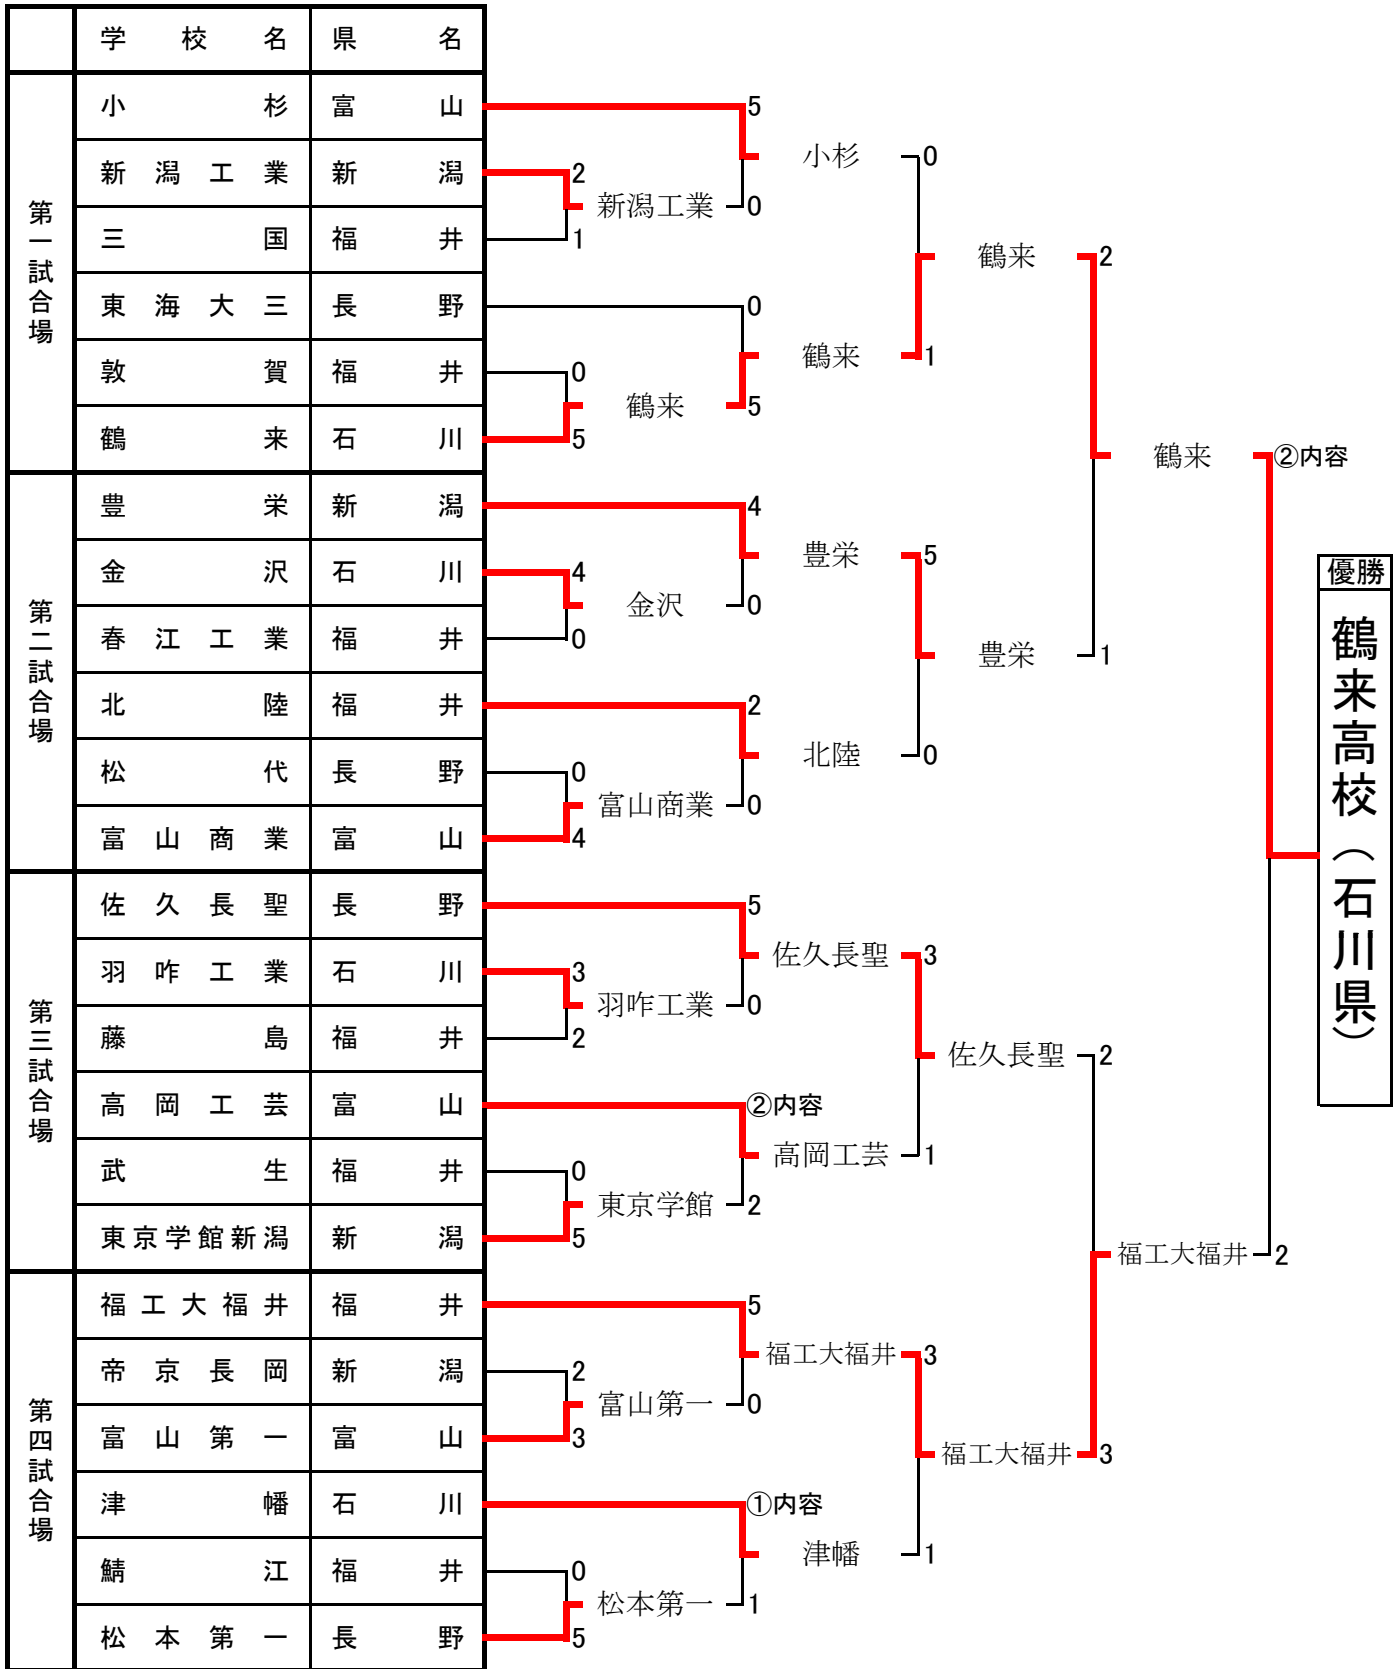 学校名 県名
第一試合場
小杉 富山 5
新潟工業 新潟 2
三国 福井 1
東海大三 長野 0
敦賀 福井 0
鶴来 石川 5
第二試合場
豊栄 新潟 4
金沢 石川 4
春江工業 福井 0
北陸 福井 2
松代 長野 0
富山商業 富山 4
第三試合場
佐久長聖 長野 5
羽咋工業 石川 3
藤島 福井 2
高岡工芸 富山 ②内容
武生 福井 0
東京学館新潟 新潟 5
第四試合場
福工大福井 福井 5
帝京長岡 新潟 2
富山第一 富山 3
津幡 石川 ①内容
鯖江 福井 0
松本第一 長野 5
新潟工業 0
鶴来 5
金沢 0
富山商業 0
羽咋工業 0
東京学館 2
富山第一 0
松本第一 1
小杉 0
鶴来 1
豊栄 5
北陸 0
佐久長聖 3
高岡工芸 1
福工大福井 3
津幡 1
鶴来 2
豊栄 1
佐久長聖 2
福工大福井 3
鶴来 ②内容
福工大福井 2
優勝
鶴来高校（石川県）